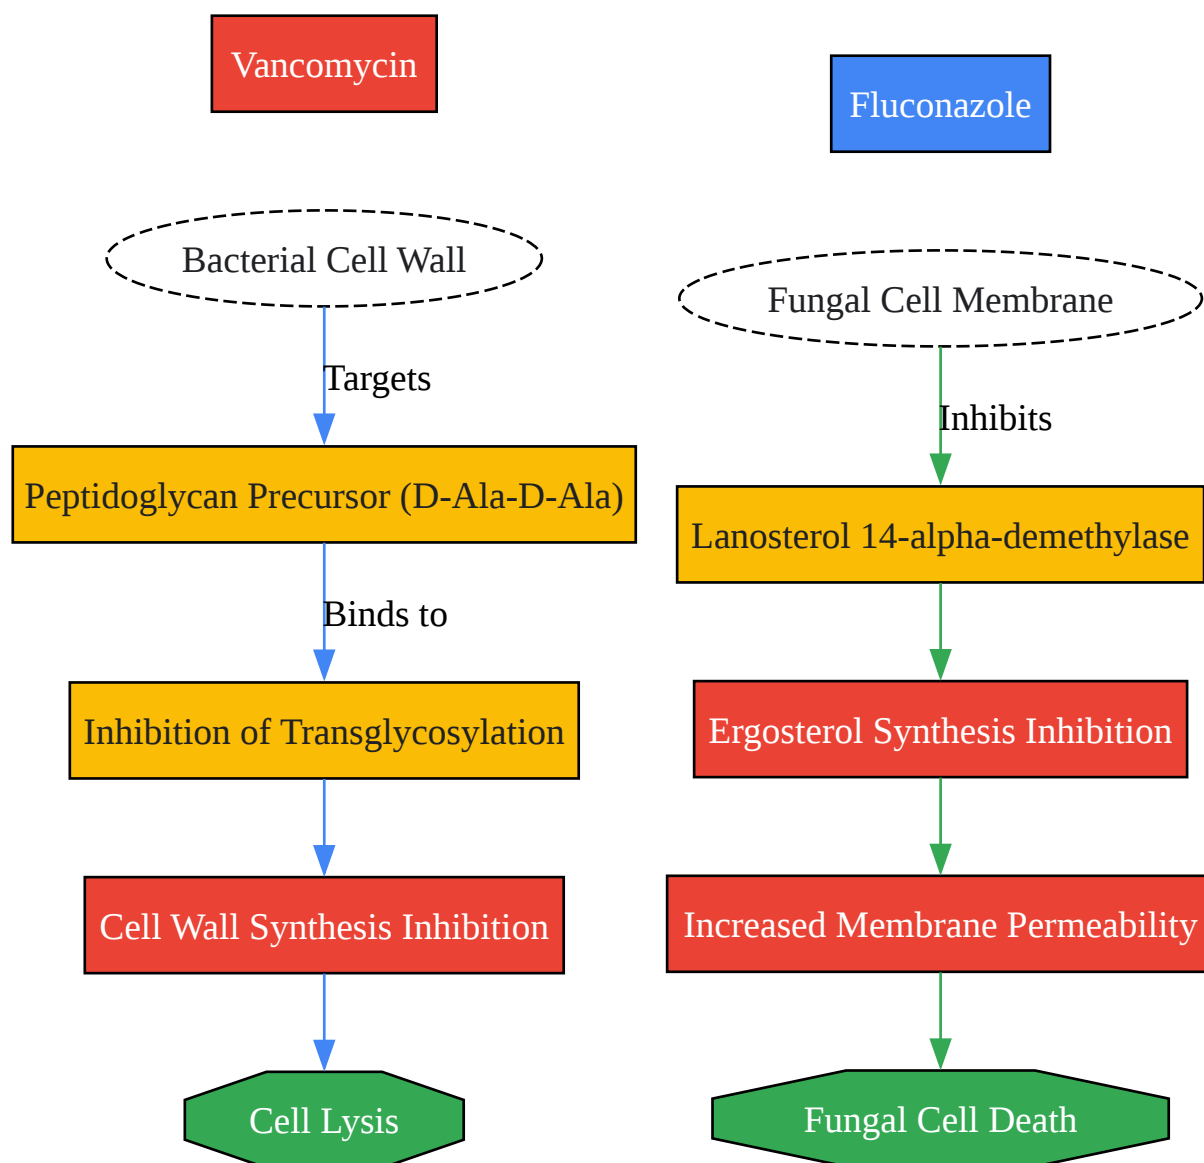 Vancomycin
Bacterial Cell Wall
Targets
Peptidoglycan Precursor (D-Ala-D-Ala)
Binds to
Inhibition of Transglycosylation
Cell Wall Synthesis Inhibition
Cell Lysis
Fluconazole
Fungal Cell Membrane
Inhibits
Lanosterol 14-alpha-demethylase
Ergosterol Synthesis Inhibition
Increased Membrane Permeability
Fungal Cell Death